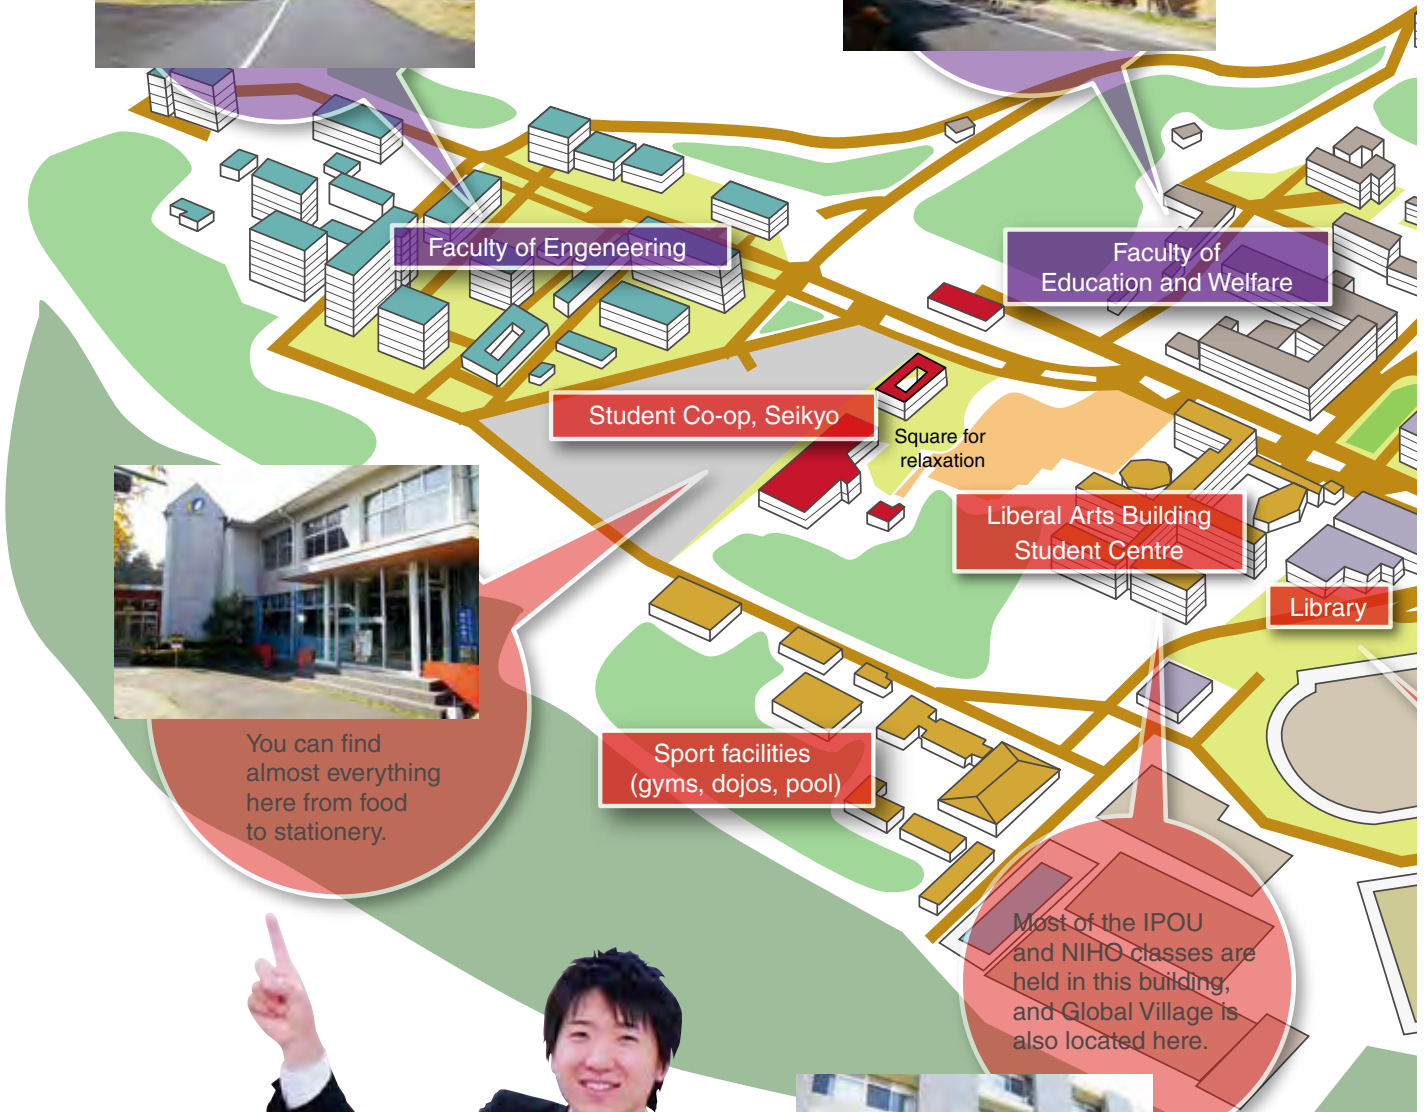 Faculty of Engeneering
Faculty of
Education and Welfare
Student Co-op, Seikyo
Square for
relaxation
Liberal Arts Building
Student Centre
Library
You can find
almost everything
here from food
to stationery.
Sport facilities
(gyms, dojos, pool)
Most of the IPOU
and NIHO classes are
held in this building,
and Global Village is
also located here.